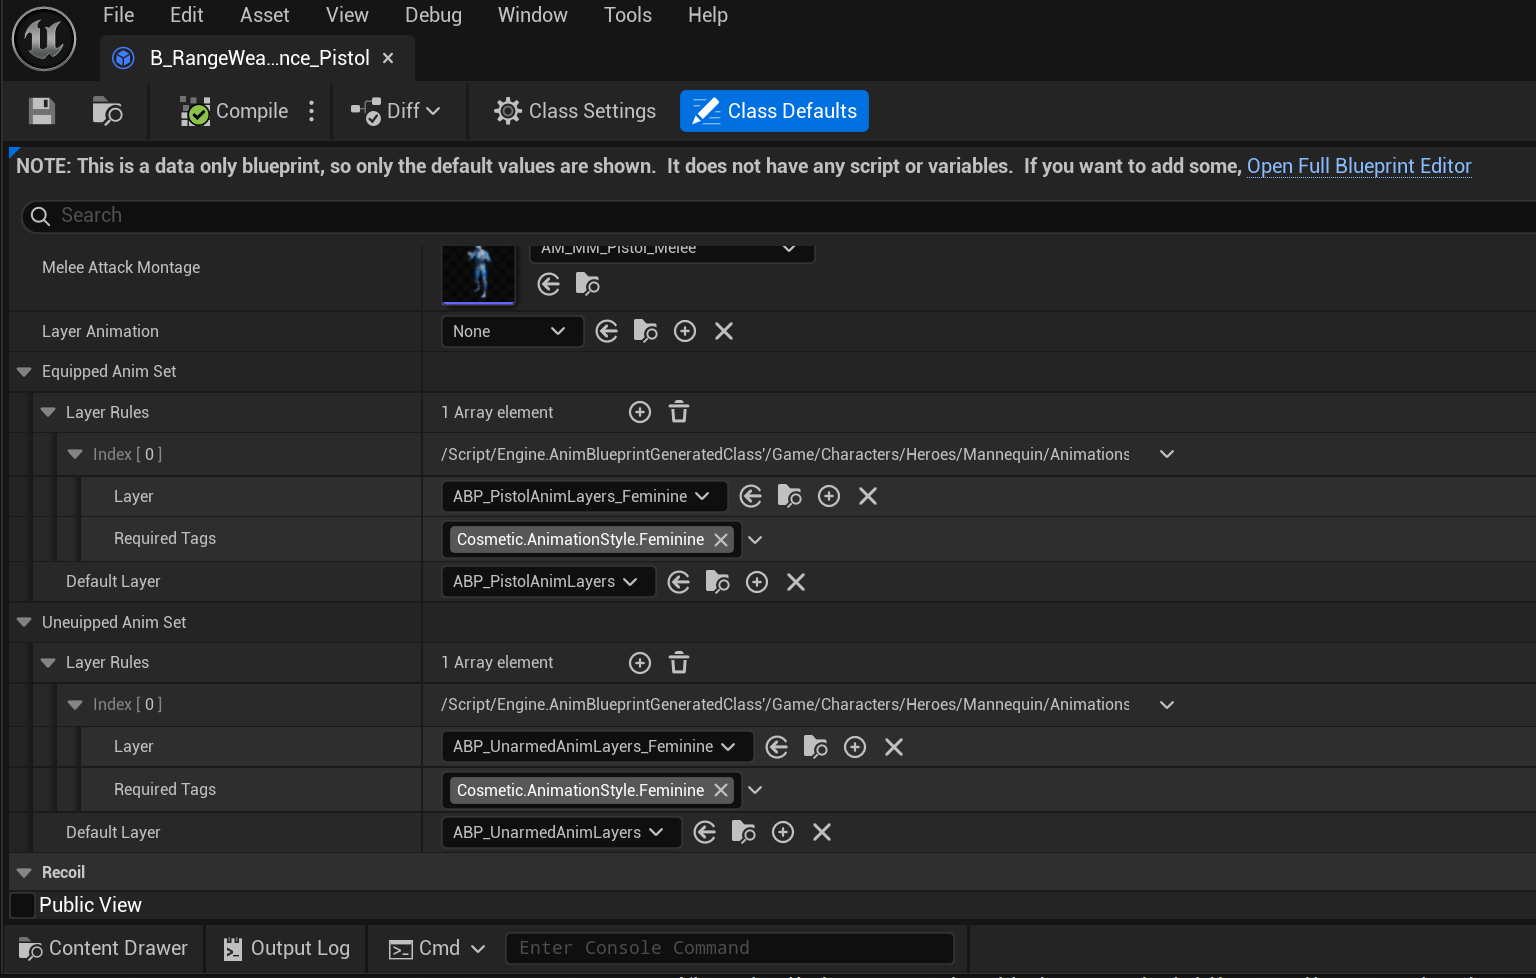 File Edit Asset View Debug Window Tools Help
B_RangeWea...nce_Pistol
Compile Diff Class Settings Class Defaults
NOTE: This is a data only blueprint, so only the default values are shown. It does not have any script or variables. If you want to add some, Open Full Blueprint Editor
Search
Melee Attack Montage AM_MM_Pistol_Melee
Layer Animation None
Equipped Anim Set
Layer Rules 1 Array element
Index [ 0 ] /Script/Engine.AnimBlueprintGeneratedClass'/Game/Characters/Heroes/Mannequin/Animations
Layer ABP_PistolAnimLayers_Feminine
Required Tags Cosmetic.AnimationStyle.Feminine
Default Layer ABP_PistolAnimLayers
Uneuipped Anim Set
Layer Rules 1 Array element
Index [ 0 ] /Script/Engine.AnimBlueprintGeneratedClass'/Game/Characters/Heroes/Mannequin/Animations
Layer ABP_UnarmedAnimLayers_Feminine
Required Tags Cosmetic.AnimationStyle.Feminine
Default Layer ABP_UnarmedAnimLayers
Recoil
Public View
Content Drawer Output Log Cmd Enter Console Command